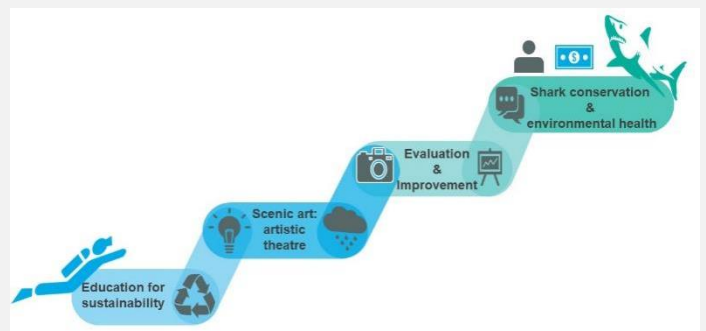 Shark conservation
&
environmental health
Evaluation
&
Improvement
Scenic art:
artistic
theatre
Education for
sustainability
$